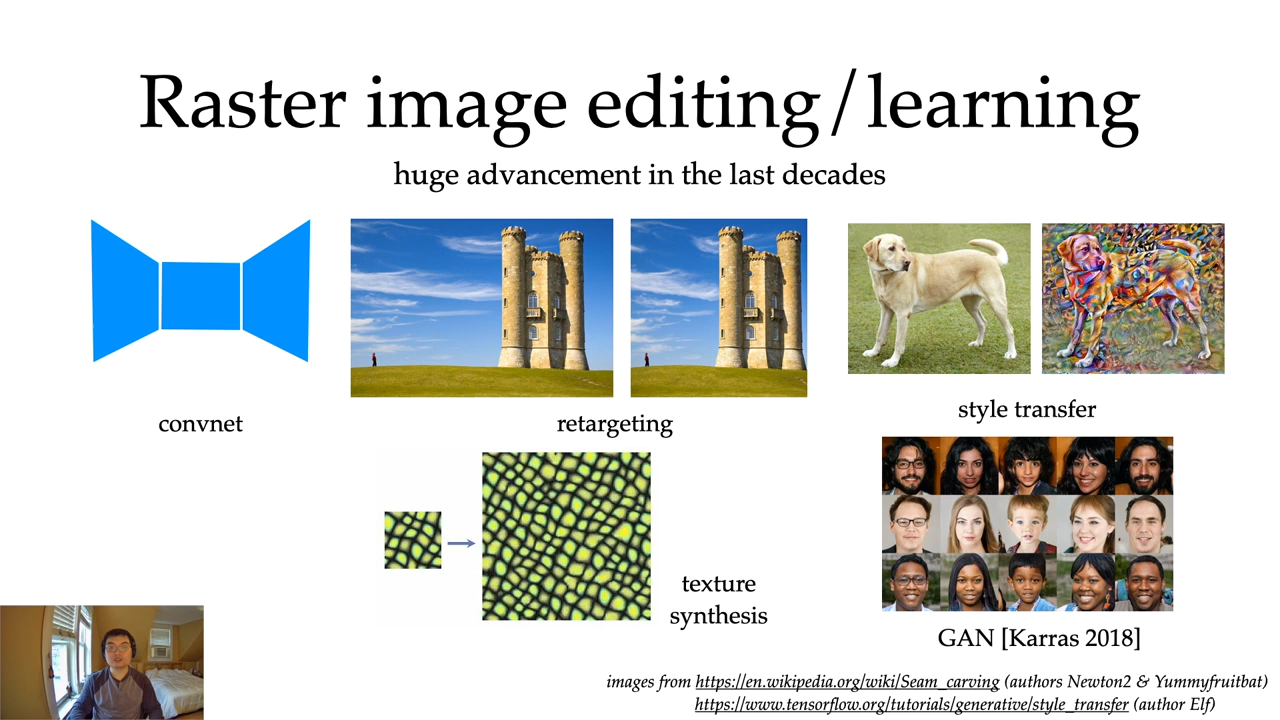 Raster image editing/learning
huge advancement in the last decades
convnet
retargeting
style transfer
texture
synthesis
GAN [Karras 2018]
images from https://en.wikipedia.org/wiki/Seam_carving (authors Newton2 & Yummyfruitbat)
https://www.tensorflow.org/tutorials/generative/style_transfer (author Elf)